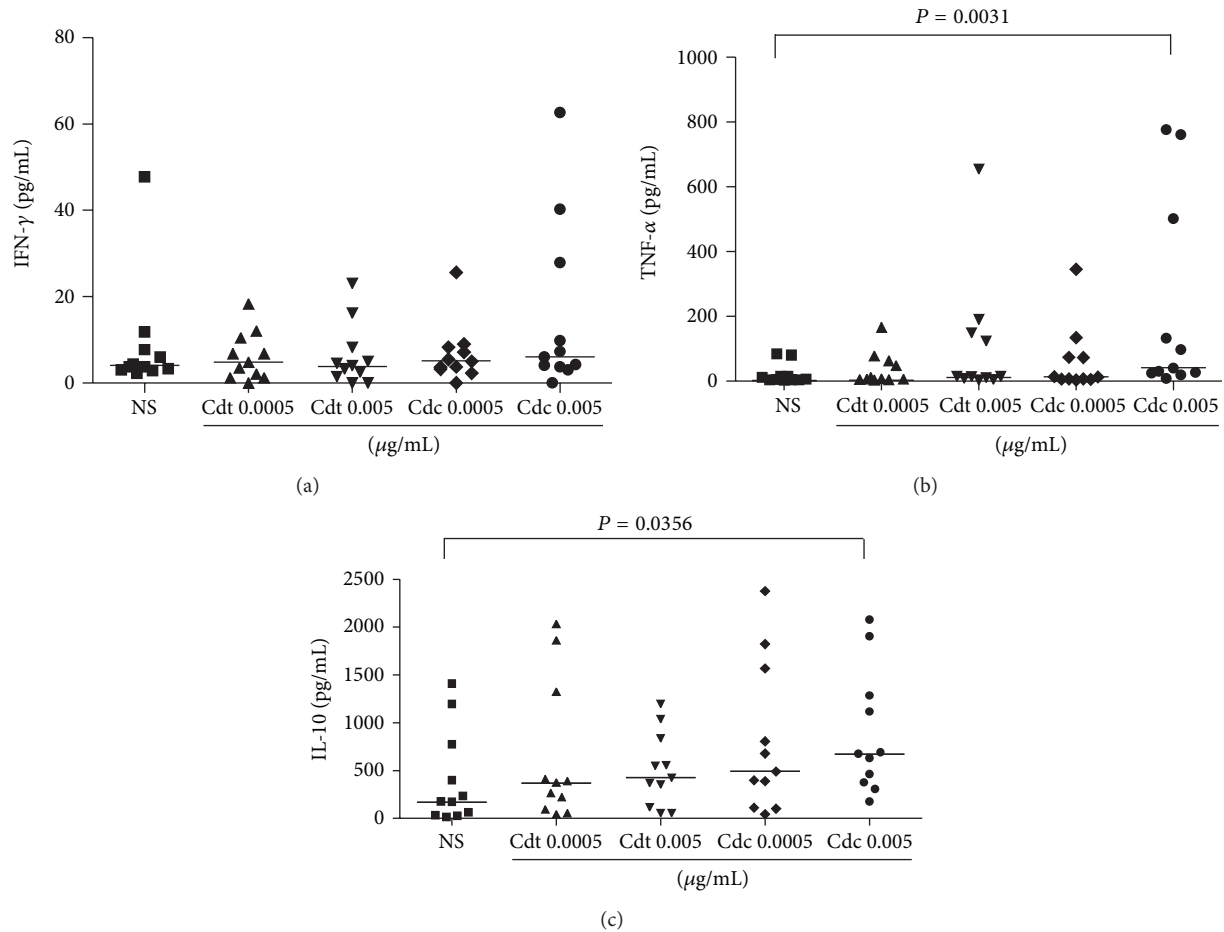 80
60
40
20
0
IFN-γ (pg/mL)
NS
Cdt 0.0005
Cdt 0.005
Cdc 0.0005
Cdc 0.005
(μg/mL)
(a)
P = 0.0031
1000
800
600
400
200
0
TNF-α (pg/mL)
NS
Cdt 0.0005
Cdt 0.005
Cdc 0.0005
Cdc 0.005
(μg/mL)
(b)
P = 0.0356
2500
2000
1500
1000
500
0
IL-10 (pg/mL)
NS
Cdt 0.0005
Cdt 0.005
Cdc 0.0005
Cdc 0.005
(μg/mL)
(c)